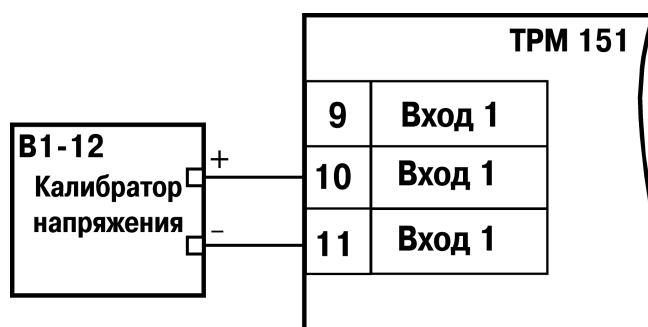 ТРМ 151
9 Вход 1
В1-12
+
Калибратор
10 Вход 1
напряжения
–
11 Вход 1